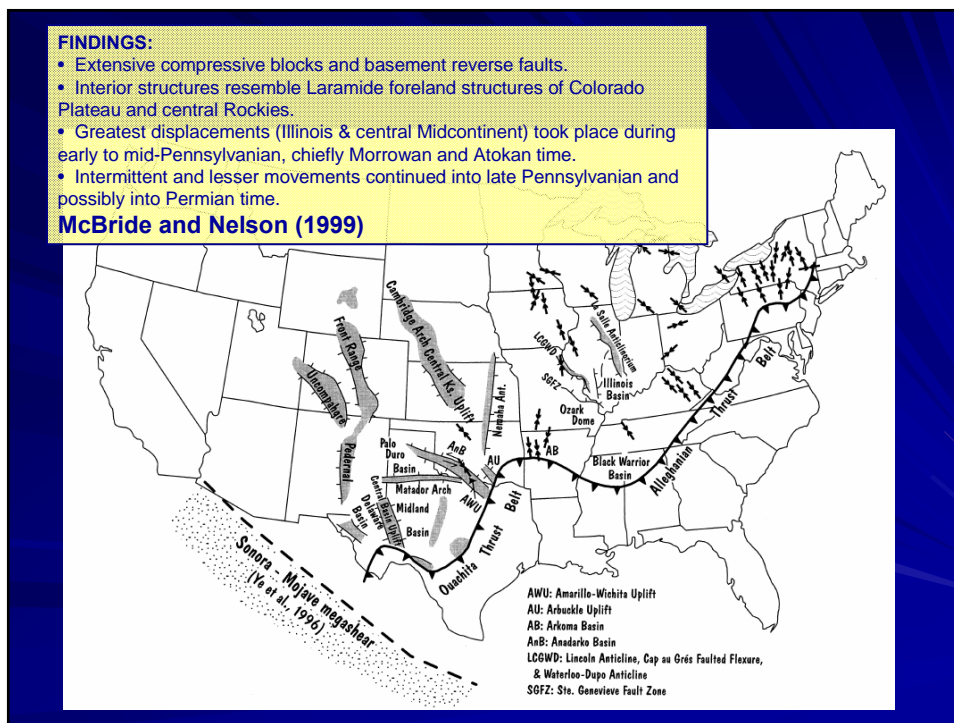 FINDINGS:
• Extensive compressive blocks and basement reverse faults.
• Interior structures resemble Laramide foreland structures of Colorado
Plateau and central Rockies.
• Greatest displacements (Illinois & central Midcontinent) took place during
early to mid-Pennsylvanian, chiefly Morrowan and Atokan time.
• Intermittent and lesser movements continued into late Pennsylvanian and
possibly into Permian time.
McBride and Nelson (1999)
Cambridge Arch Central Ks. Uplift
Front Range
Uncompahgre
Pedernal
Nemaha Ant.
La Salle Anticlinorium
LCGWD
SGFZ
Illinois
Basin
Ozark
Dome
Palo
Duro
Basin
AnB
AU
AB
Matador Arch
AWU
Central Basin Uplift
Delaware
Basin
Midland
Basin
Black Warrior
Basin
Ouachita Thrust Belt
Alleghanian Thrust Belt
Sonora - Mojave megashear
(Ye et al., 1996)
AWU: Amarillo-Wichita Uplift
AU: Arbuckle Uplift
AB: Arkoma Basin
AnB: Anadarko Basin
LCGWD: Lincoln Anticline, Cap au Grés Faulted Flexure,
& Waterloo-Dupo Anticline
SGFZ: Ste. Genevieve Fault Zone